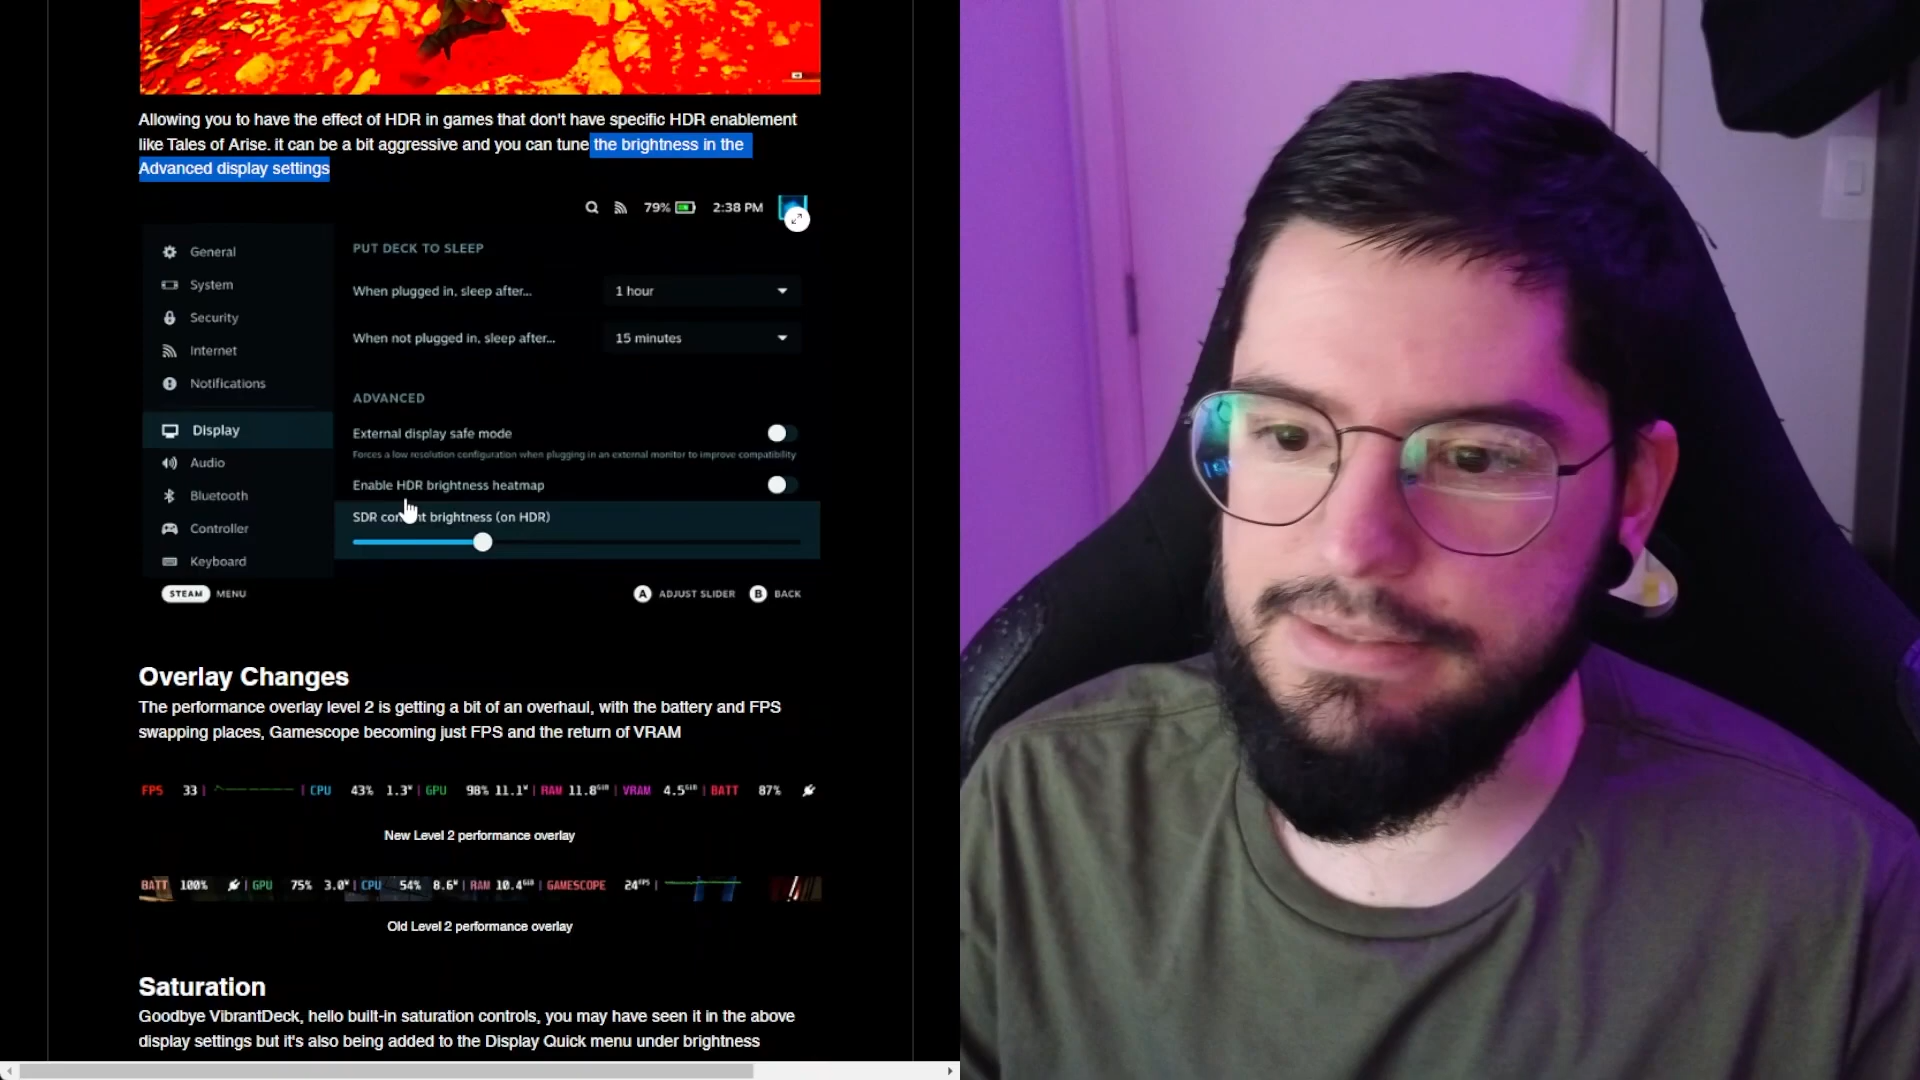 Allowing you to have the effect of HDR in games that don't have specific HDR enablement
like Tales of Arise. it can be a bit aggressive and you can tune the brightness in the
Advanced display settings
79% 2:38 PM
General
System
Security
Internet
Notifications
Display
Audio
Bluetooth
Controller
Keyboard
PUT DECK TO SLEEP
When plugged in, sleep after... 1 hour
When not plugged in, sleep after... 15 minutes
ADVANCED
External display safe mode
Forces a low resolution configuration when plugging in an external monitor to improve compatibility
Enable HDR brightness heatmap
SDR brightness (on HDR)
STEAM MENU A ADJUST SLIDER B BACK
Overlay Changes
The performance overlay level 2 is getting a bit of an overhaul, with the battery and FPS
swapping places, Gamescope becoming just FPS and the return of VRAM
FPS 33 | | CPU 43% 1.3W | GPU 98% 11.1W | RAM 11.8GiB | VRAM 4.5GiB | BATT 87%
New Level 2 performance overlay
BATT 100% | GPU 75% 3.0W | CPU 54% 8.6W | RAM 10.4GiB | GAMESCOPE 24FPS |
Old Level 2 performance overlay
Saturation
Goodbye VibrantDeck, hello built-in saturation controls, you may have seen it in the above
display settings but it's also being added to the Display Quick menu under brightness